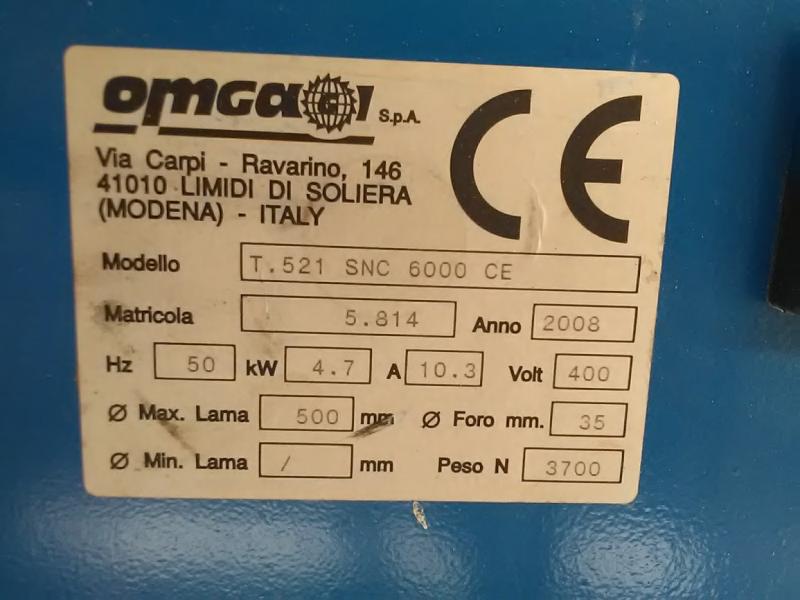 OMGA S.p.A.
Via Carpi - Ravarino, 146
41010 LIMIDI DI SOLIERA
(MODENA) - ITALY
CE
Modello T.521 SNC 6000 CE
Matricola 5.814 Anno 2008
Hz 50 kW 4.7 A 10.3 Volt 400
Ø Max. Lama 500 mm Ø Foro mm. 35
Ø Min. Lama / mm Peso N 3700